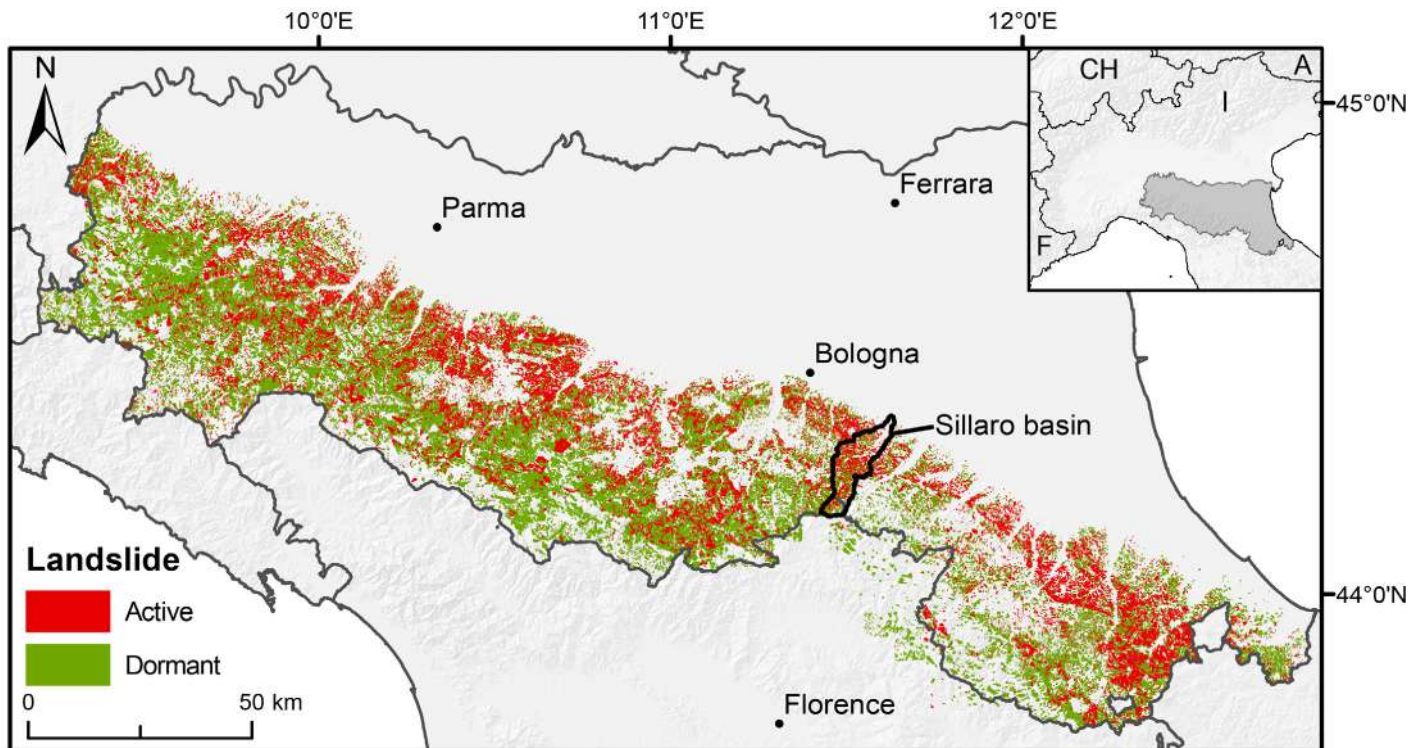 10°0'E
11°0'E
12°0'E
N
CH
A
I
F
45°0'N
Ferrara
Parma
Bologna
Sillaro basin
Landslide
Active
Dormant
44°0'N
0
50 km
Florence